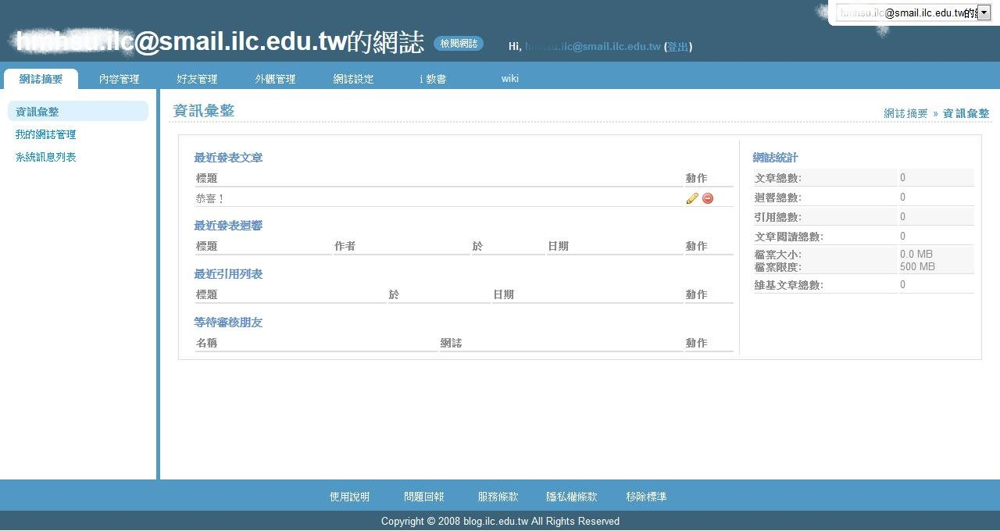 @smail.ilc.edu.tw的網誌
檢閱網誌
Hi, .ilc@smail.ilc.edu.tw (登出)
@smail.ilc.edu.tw的
網誌摘要 內容管理 好友管理 外觀管理 網誌設定 i 教書 wiki
資訊彙整
我的網誌管理
系統訊息列表
資訊彙整
網誌摘要 » 資訊彙整
最近發表文章
標題 動作
恭喜！
最近發表迴響
標題 作者 於 日期 動作
最近引用列表
標題 於 日期 動作
等待審核朋友
名稱 網誌 動作
網誌統計
文章總數: 0
迴響總數: 0
引用總數: 0
文章閱讀總數: 0
檔案大小: 0.0 MB
檔案限度: 500 MB
維基文章總數: 0
使用說明 問題回報 服務條款 隱私權條款 移除標準
Copyright © 2008 blog.ilc.edu.tw All Rights Reserved